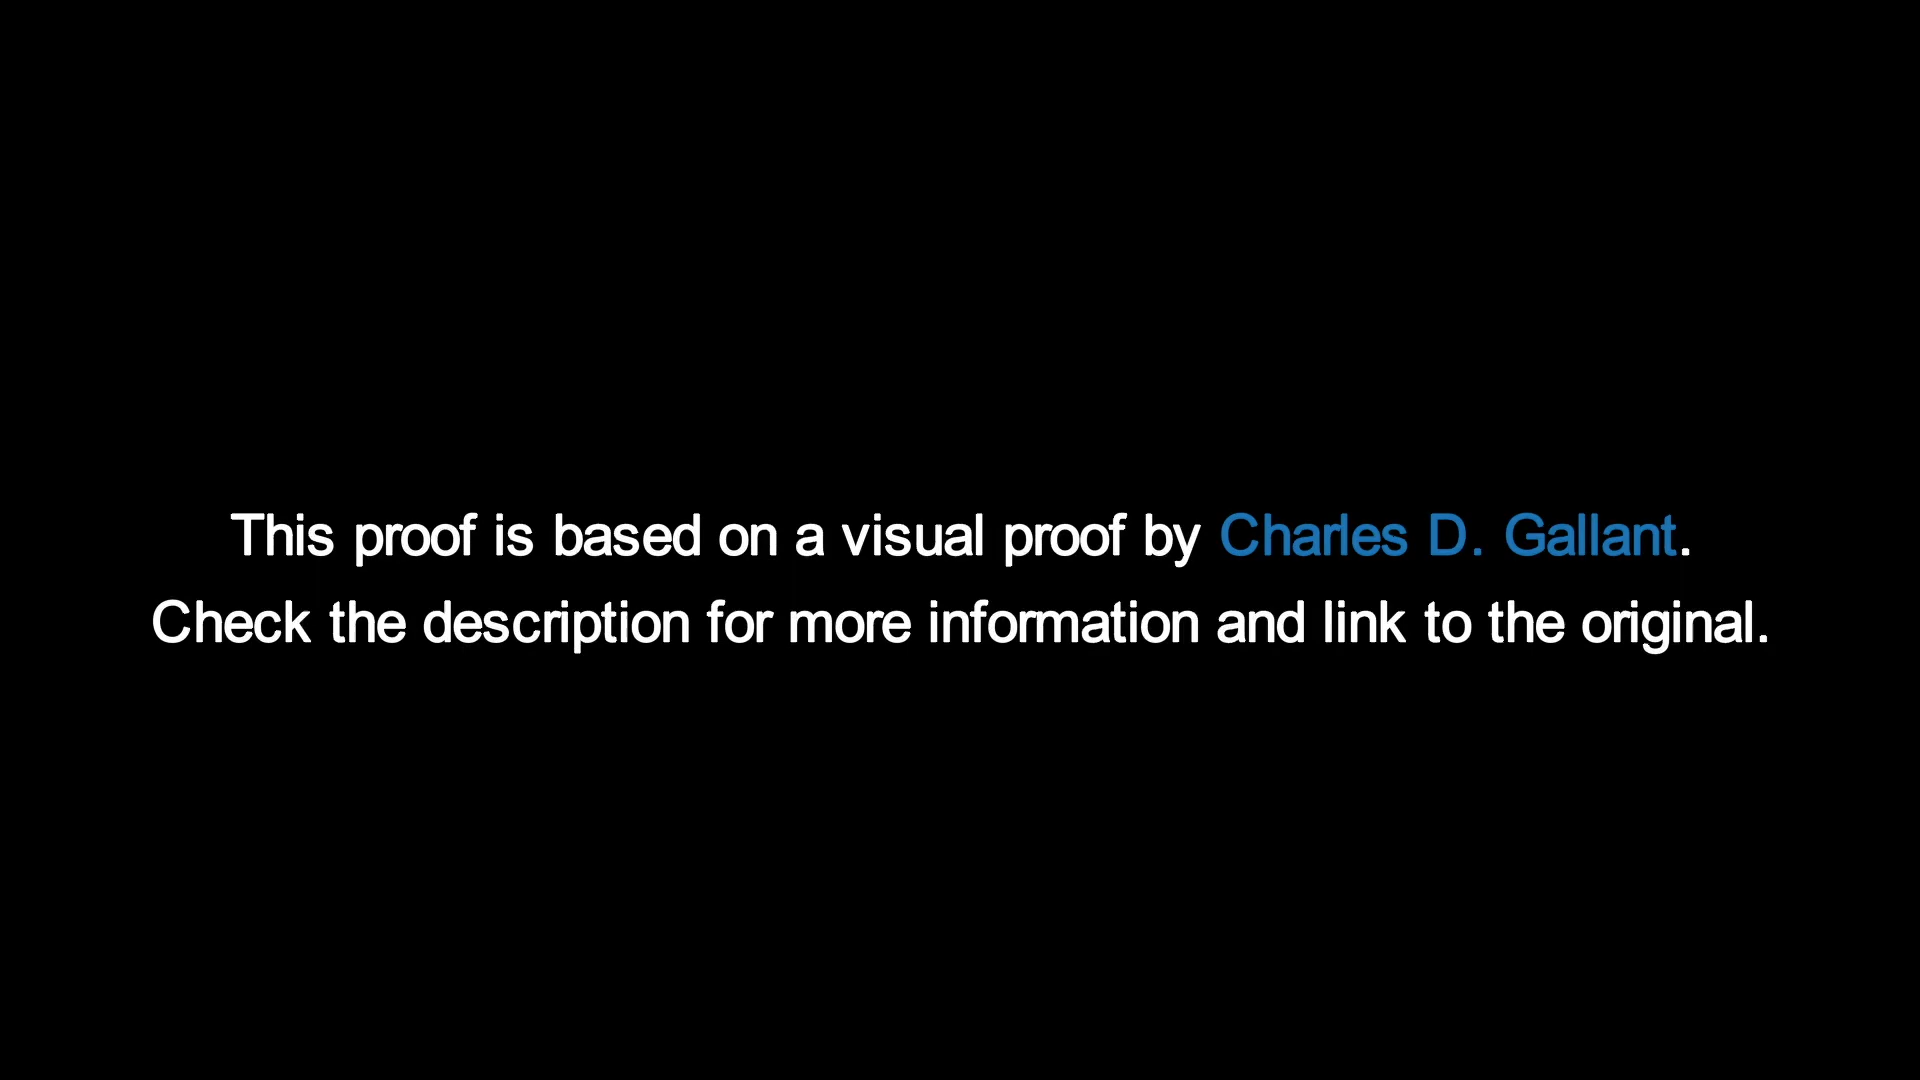 This proof is based on a visual proof by Charles D. Gallant.
Check the description for more information and link to the original.